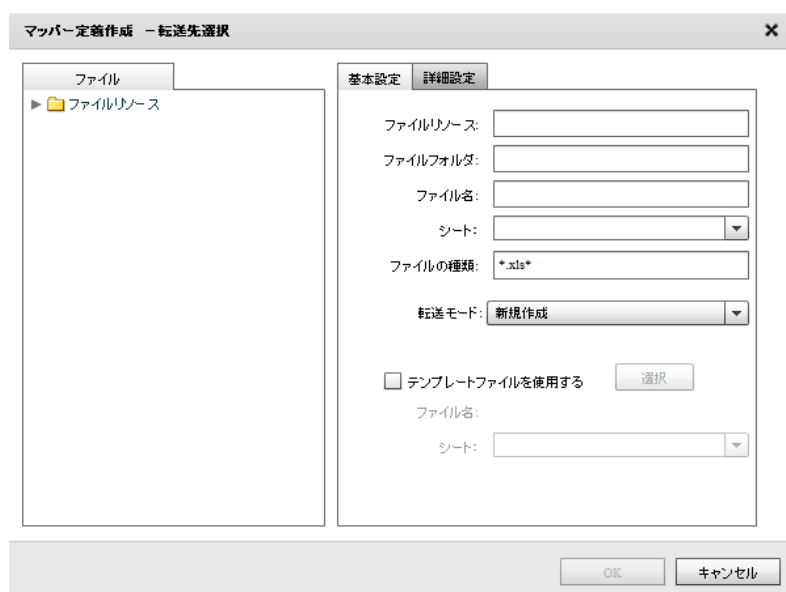 マッパー定義作成 －転送先選択
ファイル
ファイルリソース
基本設定 詳細設定
ファイルリソース:
ファイルフォルダ:
ファイル名:
シート:
ファイルの種類: *.xls*
転送モード: 新規作成
テンプレートファイルを使用する 選択
ファイル名:
シート:
OK キャンセル